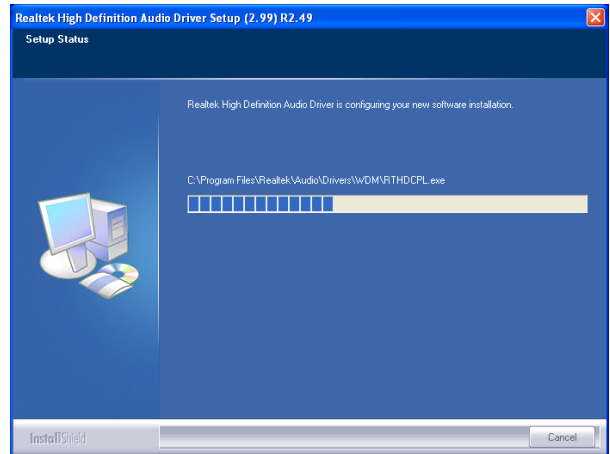 Realtek High Definition Audio Driver Setup (2.99) R2.49
Setup Status
Realtek High Definition Audio Driver is configuring your new software installation.
C:\Program Files\Realtek\Audio\Drivers\WDM\RTHDCPL.exe
InstallShield
Cancel